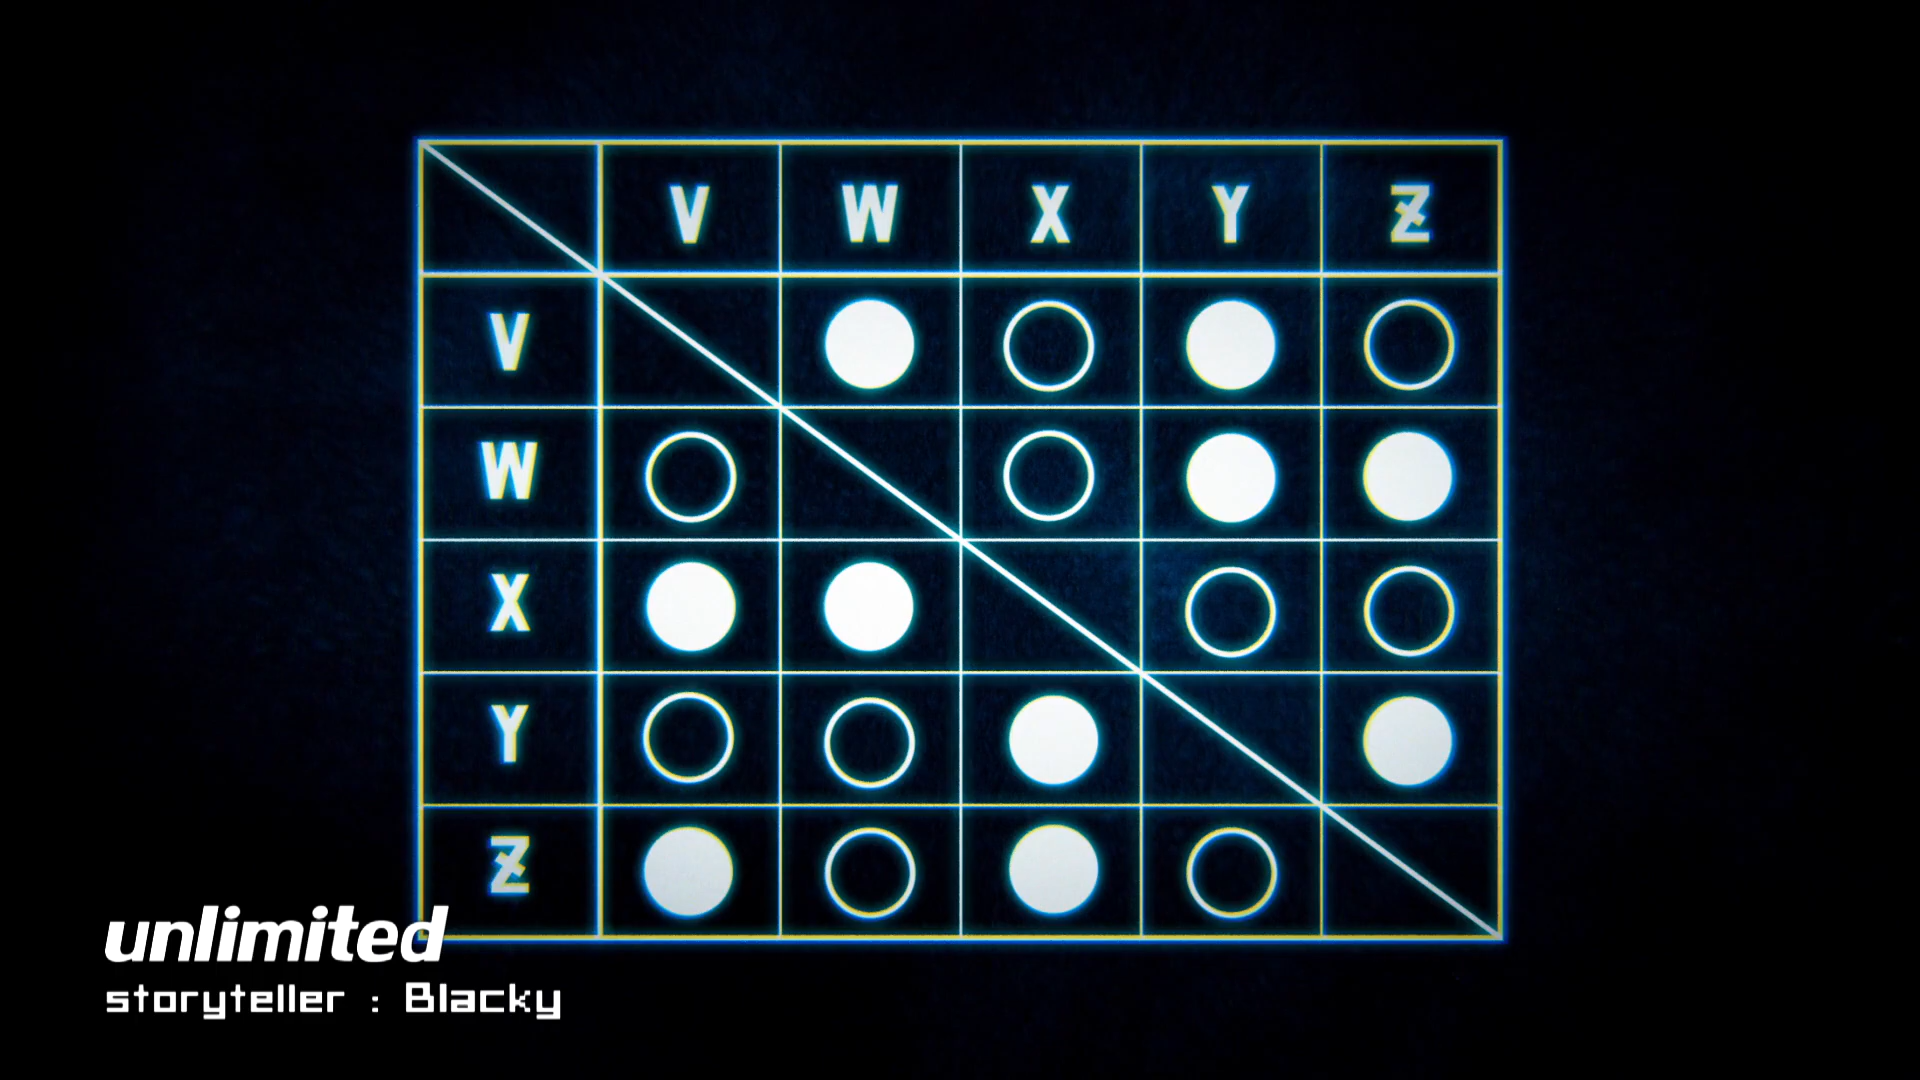 V W X Y Z
V
W
X
Y
Z
unlimited
storyteller : Blacky